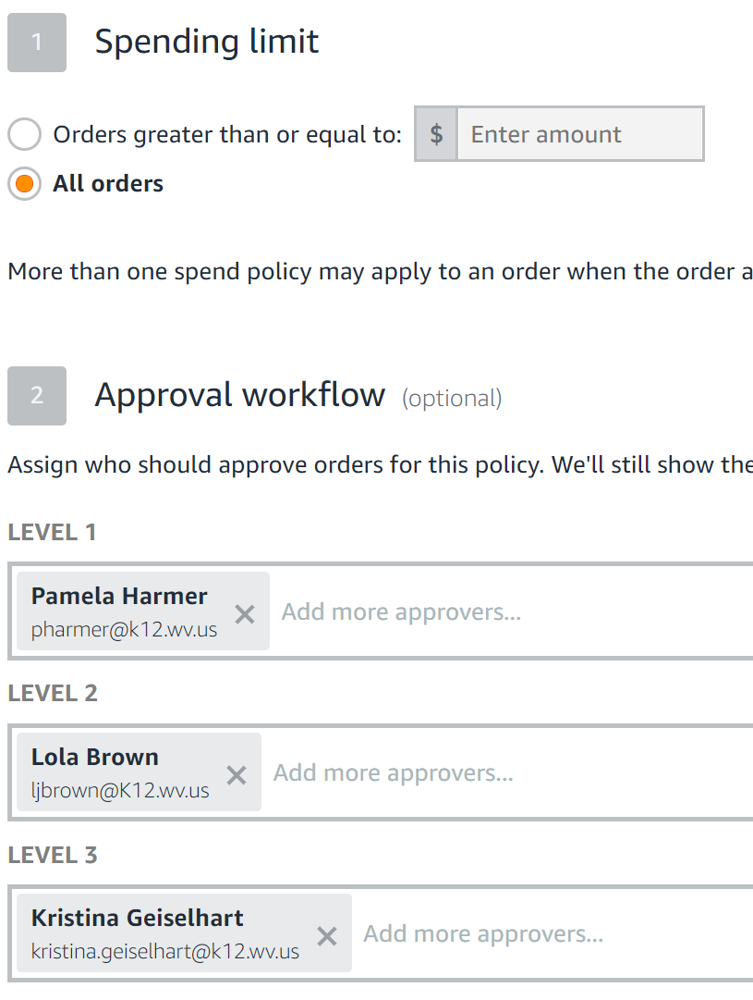 1
Spending limit
Orders greater than or equal to:
$
Enter amount
All orders
More than one spend policy may apply to an order when the order a
2
Approval workflow (optional)
Assign who should approve orders for this policy. We'll still show the
LEVEL 1
Pamela Harmer
pharmer@k12.wv.us
Add more approvers...
LEVEL 2
Lola Brown
ljbrown@K12.wv.us
Add more approvers...
LEVEL 3
Kristina Geiselhart
kristina.geiselhart@k12.wv.us
Add more approvers...